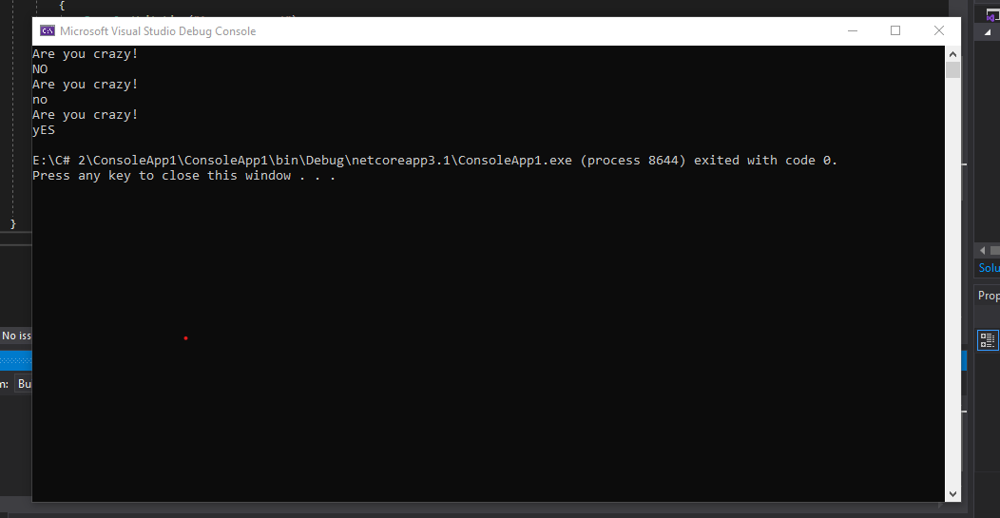 {
Microsoft Visual Studio Debug Console
Are you crazy!
NO
Are you crazy!
no
Are you crazy!
yES
E:\C# 2\ConsoleApp1\ConsoleApp1\bin\Debug\netcoreapp3.1\ConsoleApp1.exe (process 8644) exited with code 0.
Press any key to close this window . . .
}
Solu
Prop
No iss
m: Bu